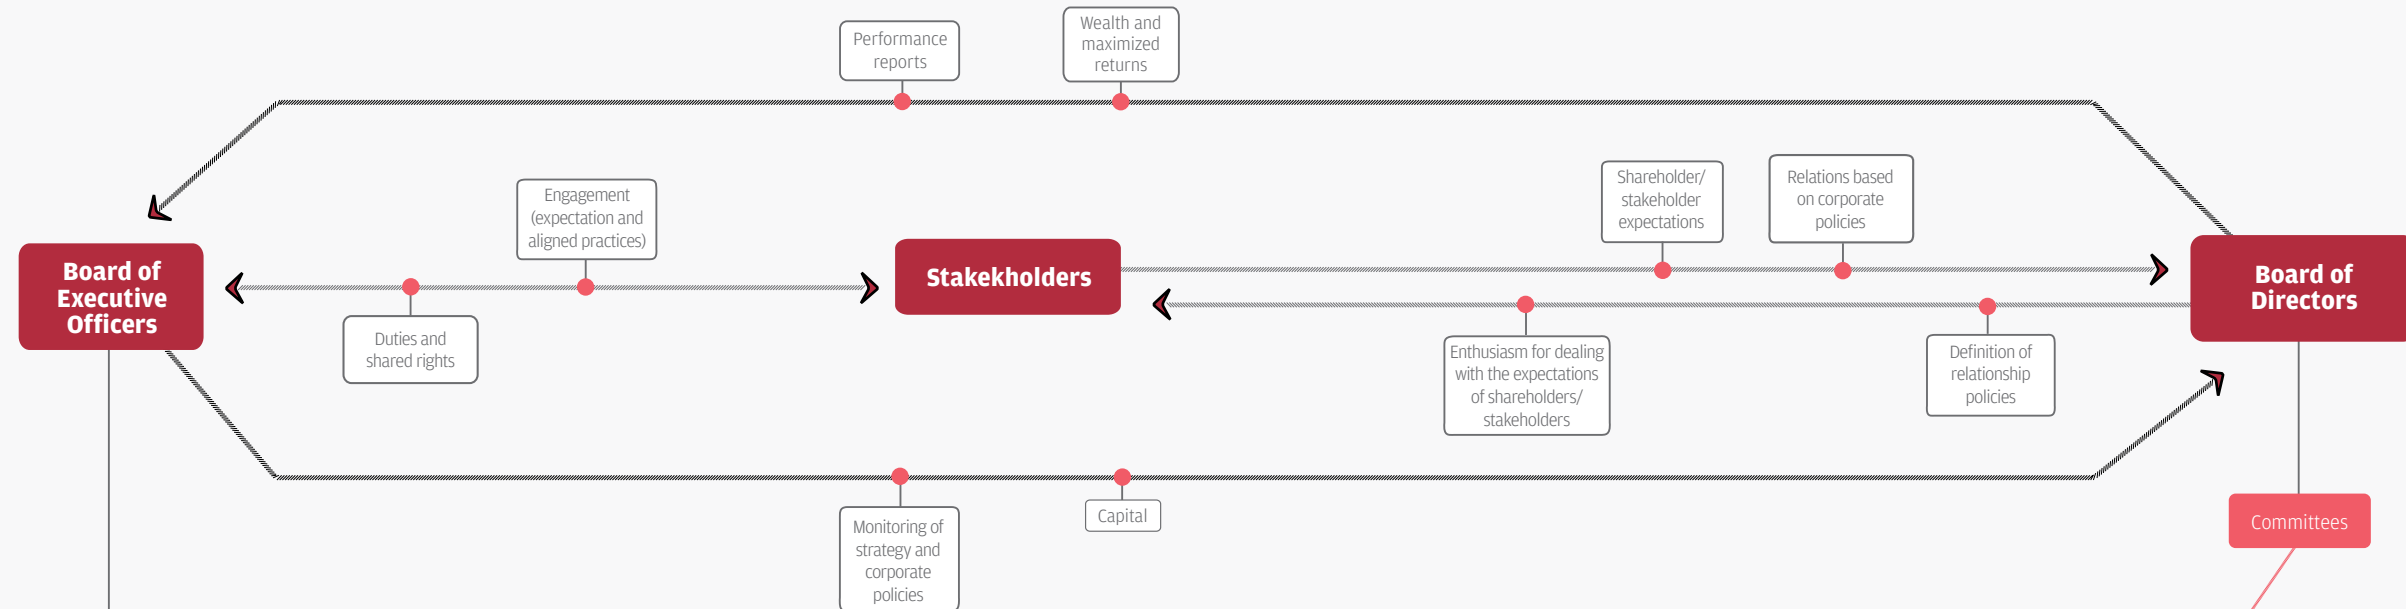 Performance
reports
Wealth and
maximized
returns
Engagement
(expectation and
aligned practices)
Shareholder/
stakeholder
expectations
Relations based
on corporate
policies
Board of
Executive
Officers
Stakekholders
Board of
Directors
Duties and
shared rights
Enthusiasm for dealing
with the expectations
of shareholders/
stakeholders
Definition of
relationship
policies
Monitoring of
strategy and
corporate
policies
Capital
Committees